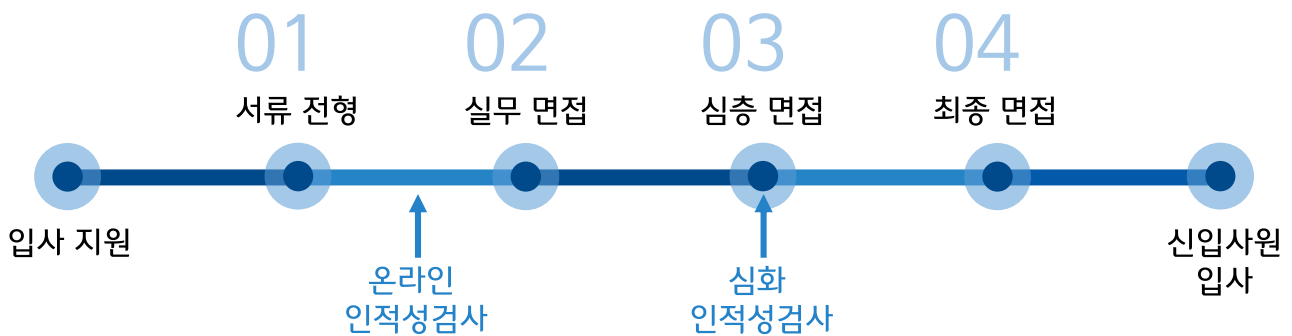 01
02
03
04
서류 전형
실무 면접
심층 면접
최종 면접
입사 지원
신입사원
입사
온라인
인적성검사
심화
인적성검사